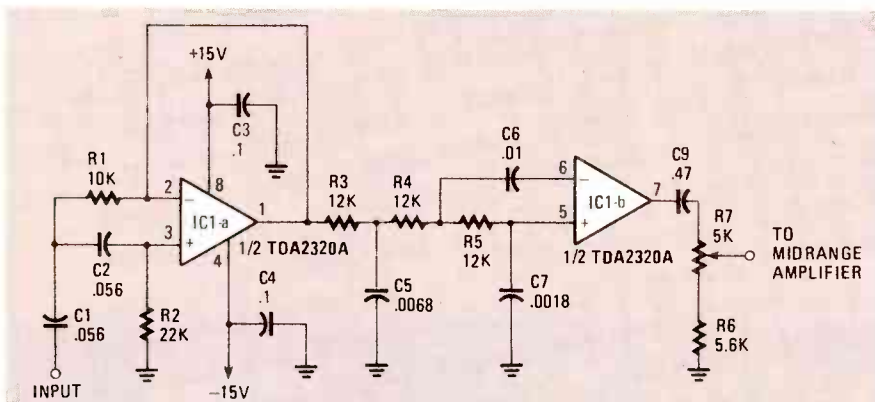 +15V
C3
.1
R1
10K
2
8
IC1-a
1
3
4
1/2 TDA2320A
C2
.056
C1
.056
R2
22K
C4
.1
-15V
INPUT
R3
12K
R4
12K
C5
.0068
C6
.01
R5
12K
C7
.0018
6
5
IC1-b
7
1/2 TDA2320A
C9
.47
R7
5K
TO
MIDRANGE
AMPLIFIER
R6
5.6K